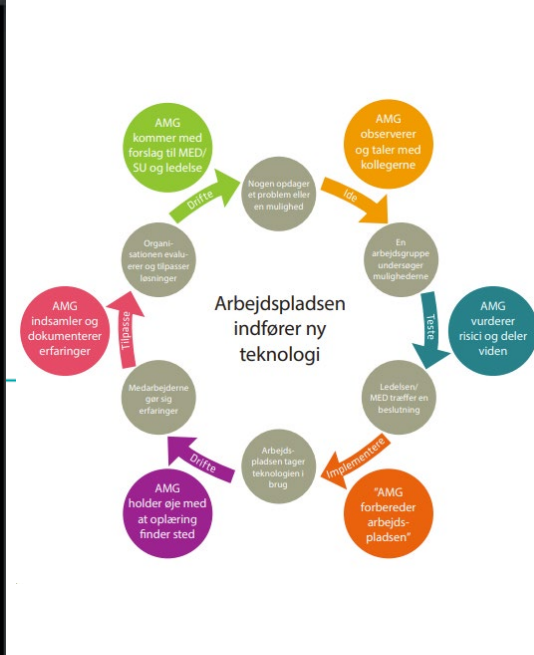 Arbejdspladsen
indfører ny
teknologi
Nogen opdager
et problem eller
en mulighed
Ide
AMG
observerer
og taler med
kollegerne
En
arbejdsgruppe
undersøger
mulighederne
Teste
AMG
vurderer
risici og deler
viden
Ledelsen/
MED træffer en
beslutning
Implementere
"AMG
forbereder
arbejds-
pladsen"
Arbejds-
pladsen tager
teknologien i
brug
Drifte
AMG
holder øje med
at oplæring
finder sted
Medarbejderne
gør sig
erfaringer
Tilpasse
AMG
indsamler og
dokumenterer
erfaringer
Organi-
sationen evalu-
erer og tilpasser
løsninger
Drifte
AMG
kommer med
forslag til MED/
SU og ledelse